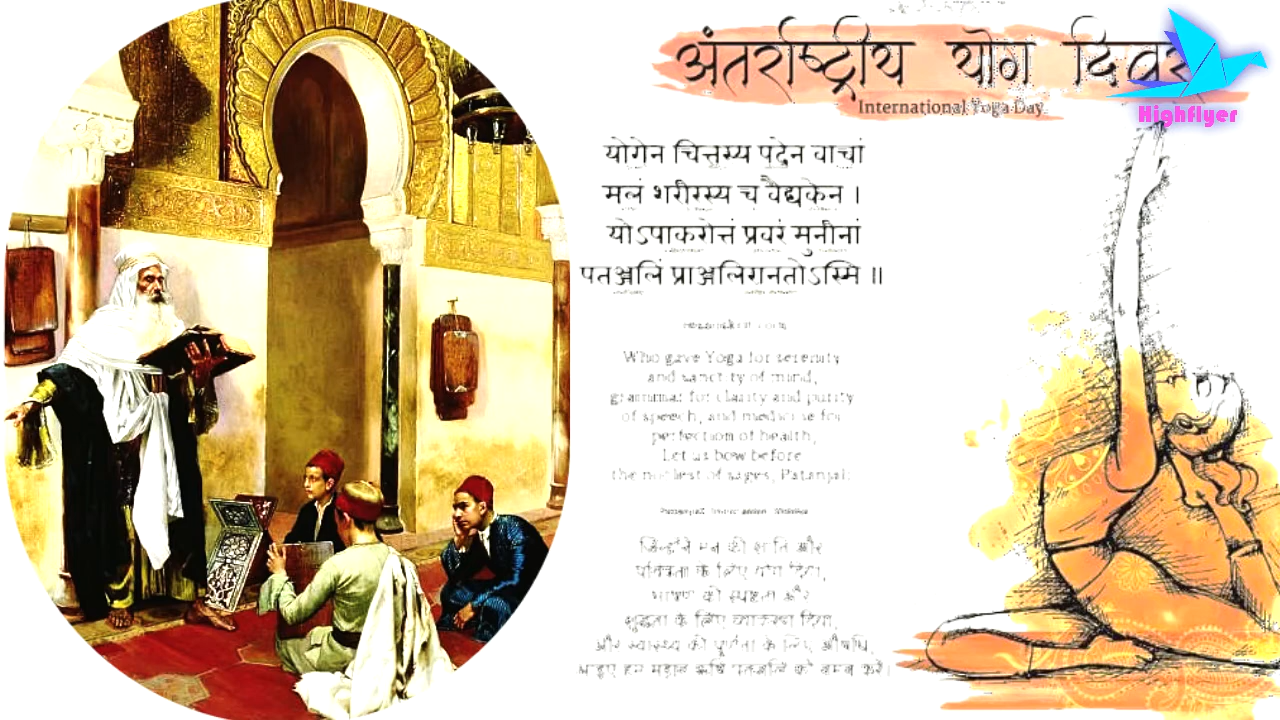 अंतर्राष्ट्रीय योग दिवस
International Yoga Day
Highflyer
योगेन चित्तस्य पदेन वाचां
मलं शरीरस्य च वैद्यकेन ।
योऽपाकरोत्तं प्रवरं मुनीनां
पतञ्जलिं प्राञ्जलिरानतोऽस्मि ॥
Who gave Yoga for serenity
and sanctity of mind,
grammar for clarity and purity
of speech, and medicine for
perfection of health,
Let us bow before
the noblest of sages, Patanjali
जिन्होंने मन की शांति और
पवित्रता के लिए योग दिया,
भाषण की स्पष्टता और
शुद्धता के लिए व्याकरण दिया,
और स्वास्थ्य की पूर्णता के लिए औषधि,
आइए हम महान ऋषि पतंजलि को नमन करें।